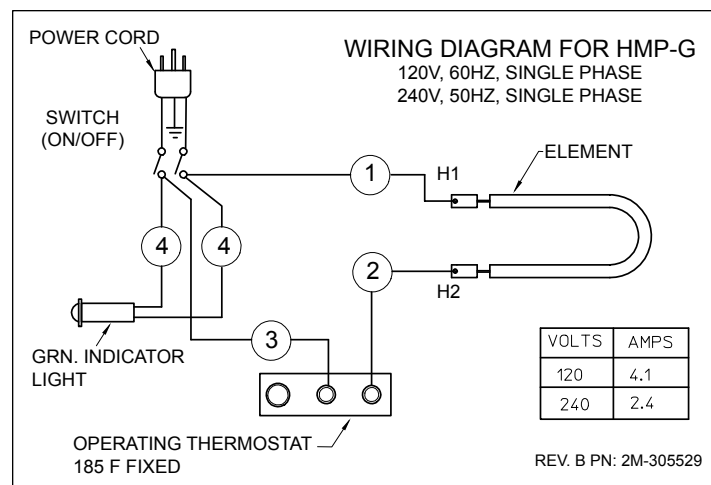 POWER CORD
WIRING DIAGRAM FOR HMP-G
120V, 60HZ, SINGLE PHASE
240V, 50HZ, SINGLE PHASE
SWITCH
(ON/OFF)
ELEMENT
H1
1
4
4
2
H2
GRN. INDICATOR
LIGHT
3
VOLTS AMPS
120 4.1
240 2.4
OPERATING THERMOSTAT
185 F FIXED
REV. B PN: 2M-305529